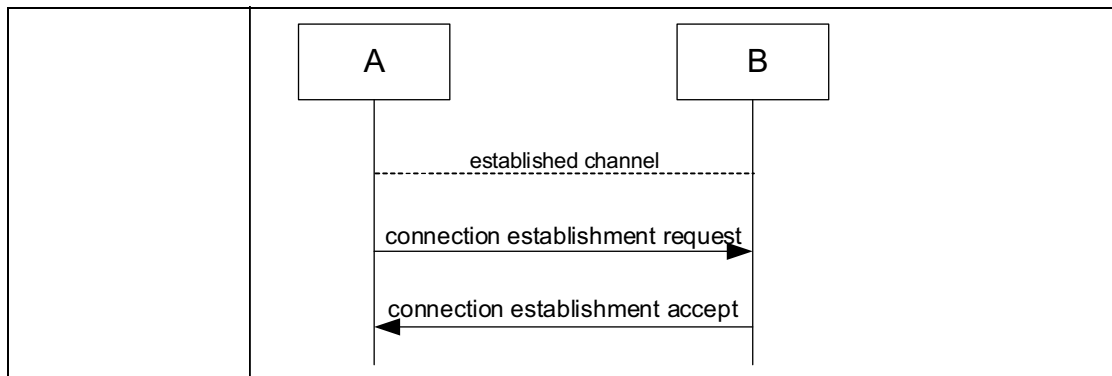 A
B
established channel
connection establishment request
connection establishment accept